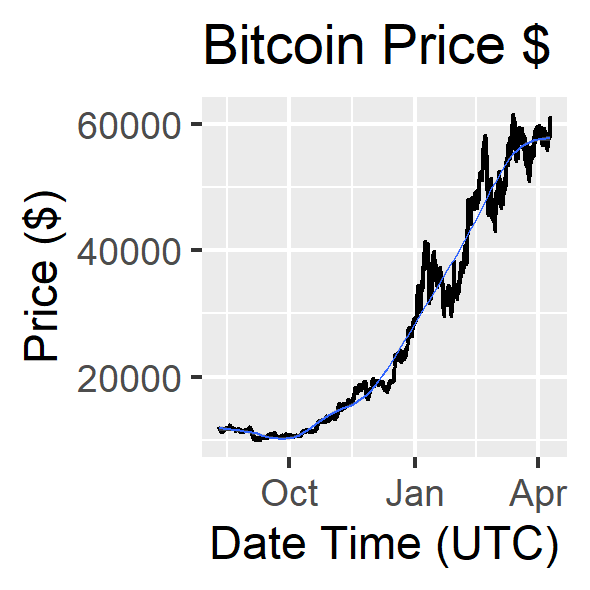 Bitcoin Price $
Price ($)
60000
40000
20000
Oct Jan Apr
Date Time (UTC)